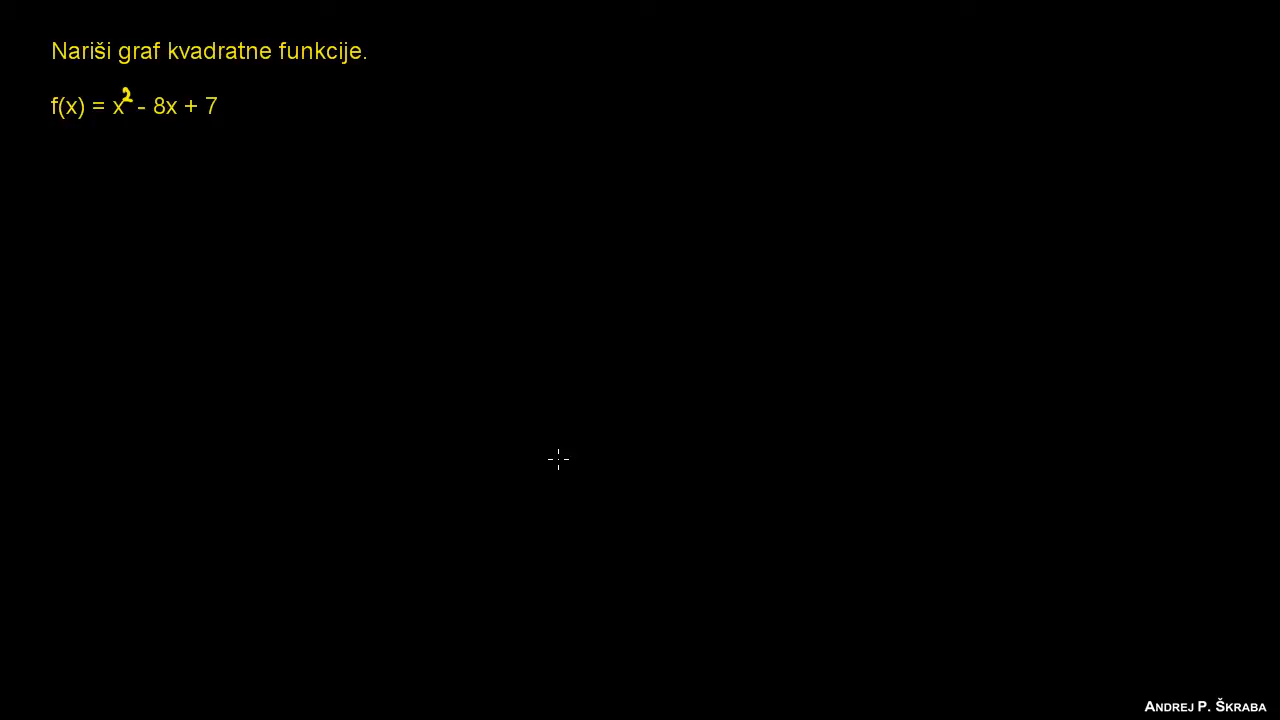 Nariši graf kvadratne funkcije.
f(x) = x² - 8x + 7
ANDREJ P. ŠKRABA